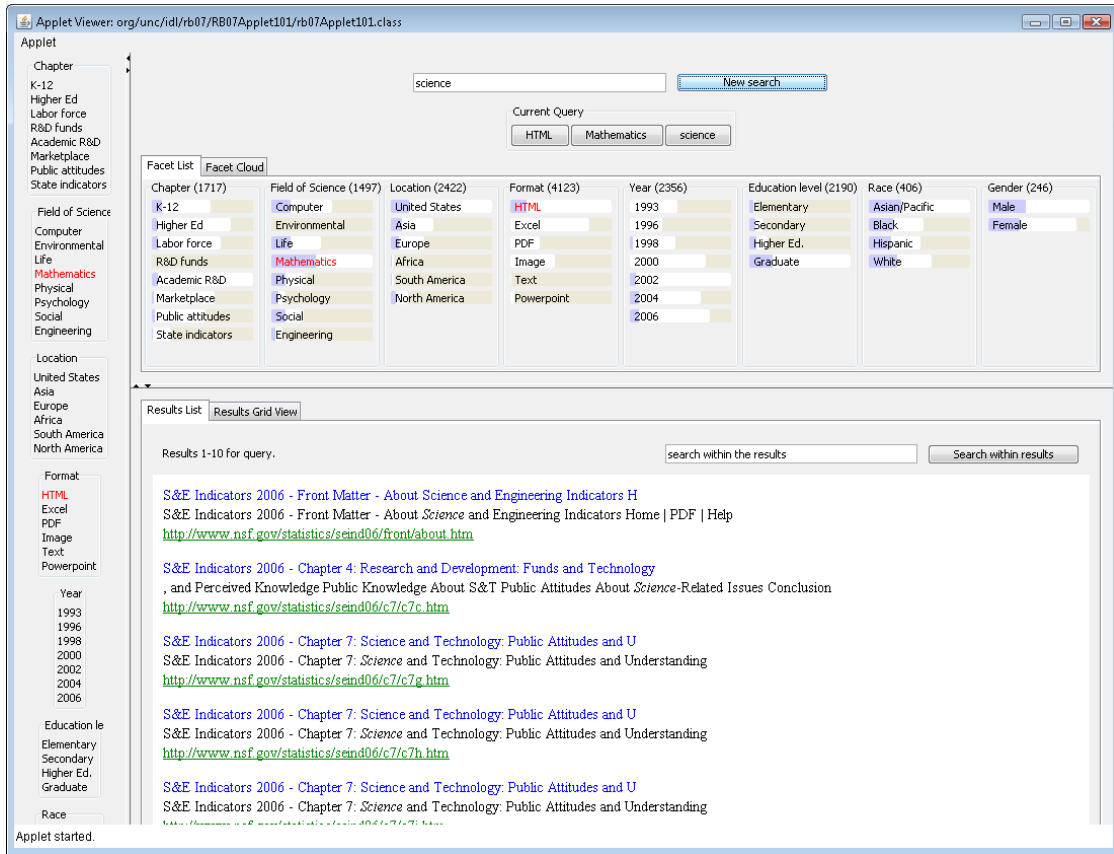 Applet Viewer: org/unc/idl/rb07/RB07Applet101/rb07Applet101.class
Applet
Chapter
K-12
Higher Ed
Labor force
R&D funds
Academic R&D
Marketplace
Public attitudes
State indicators
Field of Science
Computer
Environmental
Life
Mathematics
Physical
Psychology
Social
Engineering
Location
United States
Asia
Europe
Africa
South America
North America
Format
HTML
Excel
PDF
Image
Text
Powerpoint
Year
1993
1996
1998
2000
2002
2004
2006
Education le
Elementary
Secondary
Higher Ed.
Graduate
Race
science
New search
Current Query
HTML
Mathematics
science
Facet List
Facet Cloud
Chapter (1717)
K-12
Higher Ed
Labor force
R&D funds
Academic R&D
Marketplace
Public attitudes
State indicators
Field of Science (1497)
Computer
Environmental
Life
Mathematics
Physical
Psychology
Social
Engineering
Location (2422)
United States
Asia
Europe
Africa
South America
North America
Format (4123)
HTML
Excel
PDF
Image
Text
Powerpoint
Year (2356)
1993
1996
1998
2000
2002
2004
2006
Education level (2190)
Elementary
Secondary
Higher Ed.
Graduate
Race (406)
Asian/Pacific
Black
Hispanic
White
Gender (246)
Male
Female
Results List
Results Grid View
Results 1-10 for query.
search within the results
Search within results
S&E Indicators 2006 - Front Matter - About Science and Engineering Indicators H
S&E Indicators 2006 - Front Matter - About Science and Engineering Indicators Home | PDF | Help
http://www.nsf.gov/statistics/seind06/front/about.htm
S&E Indicators 2006 - Chapter 4: Research and Development: Funds and Technology
, and Perceived Knowledge Public Knowledge About S&T Public Attitudes About Science-Related Issues Conclusion
http://www.nsf.gov/statistics/seind06/c7/c7c.htm
S&E Indicators 2006 - Chapter 7: Science and Technology: Public Attitudes and U
S&E Indicators 2006 - Chapter 7: Science and Technology: Public Attitudes and Understanding
http://www.nsf.gov/statistics/seind06/c7/c7g.htm
S&E Indicators 2006 - Chapter 7: Science and Technology: Public Attitudes and U
S&E Indicators 2006 - Chapter 7: Science and Technology: Public Attitudes and Understanding
http://www.nsf.gov/statistics/seind06/c7/c7h.htm
S&E Indicators 2006 - Chapter 7: Science and Technology: Public Attitudes and U
S&E Indicators 2006 - Chapter 7: Science and Technology: Public Attitudes and Understanding
Applet started.